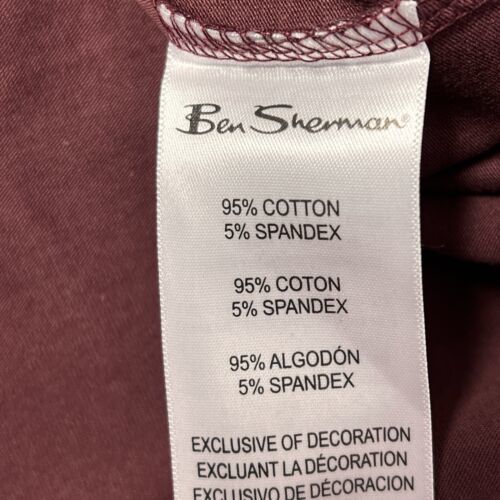 Ben Sherman®
95% COTTON
5% SPANDEX
95% COTON
5% SPANDEX
95% ALGODÓN
5% SPANDEX
EXCLUSIVE OF DECORATION
EXCLUANT LA DÉCORATION
EXCLUSIVO DE DECORACION